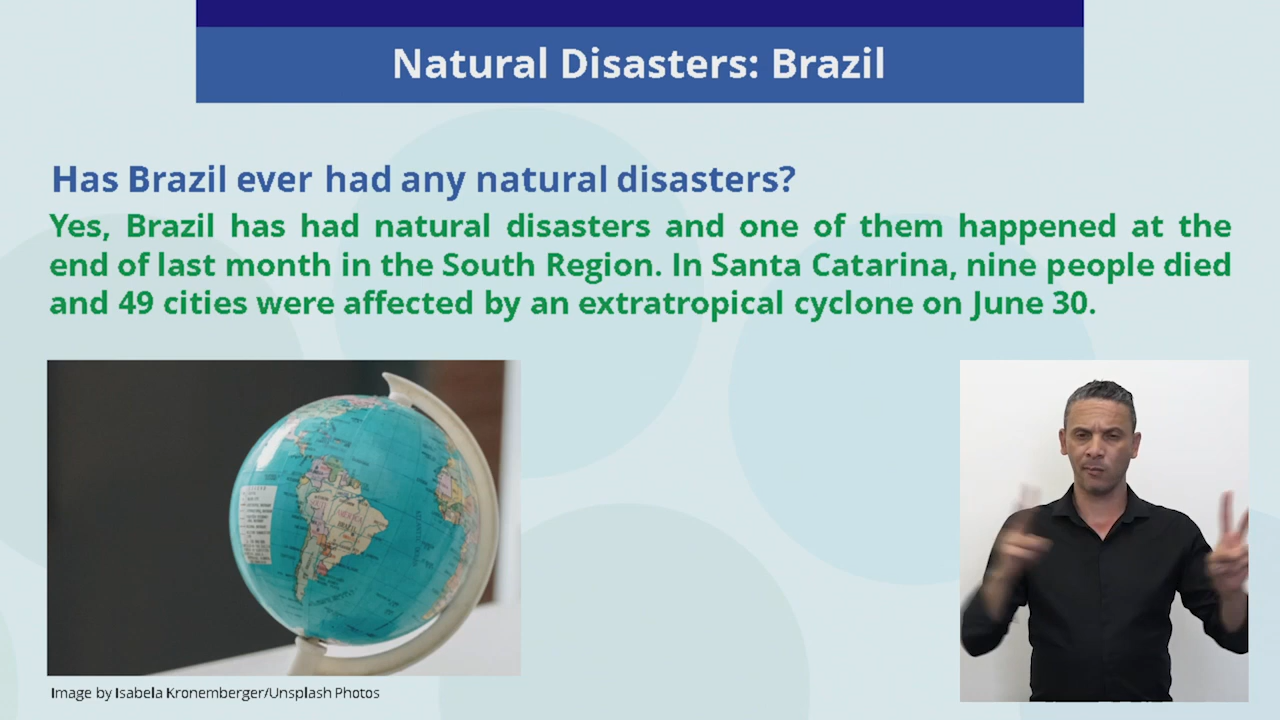 Natural Disasters: Brazil
Has Brazil ever had any natural disasters?
Yes, Brazil has had natural disasters and one of them happened at the
end of last month in the South Region. In Santa Catarina, nine people died
and 49 cities were affected by an extratropical cyclone on June 30.
BRAZIL
Image by Isabela Kronemberger/Unsplash Photos